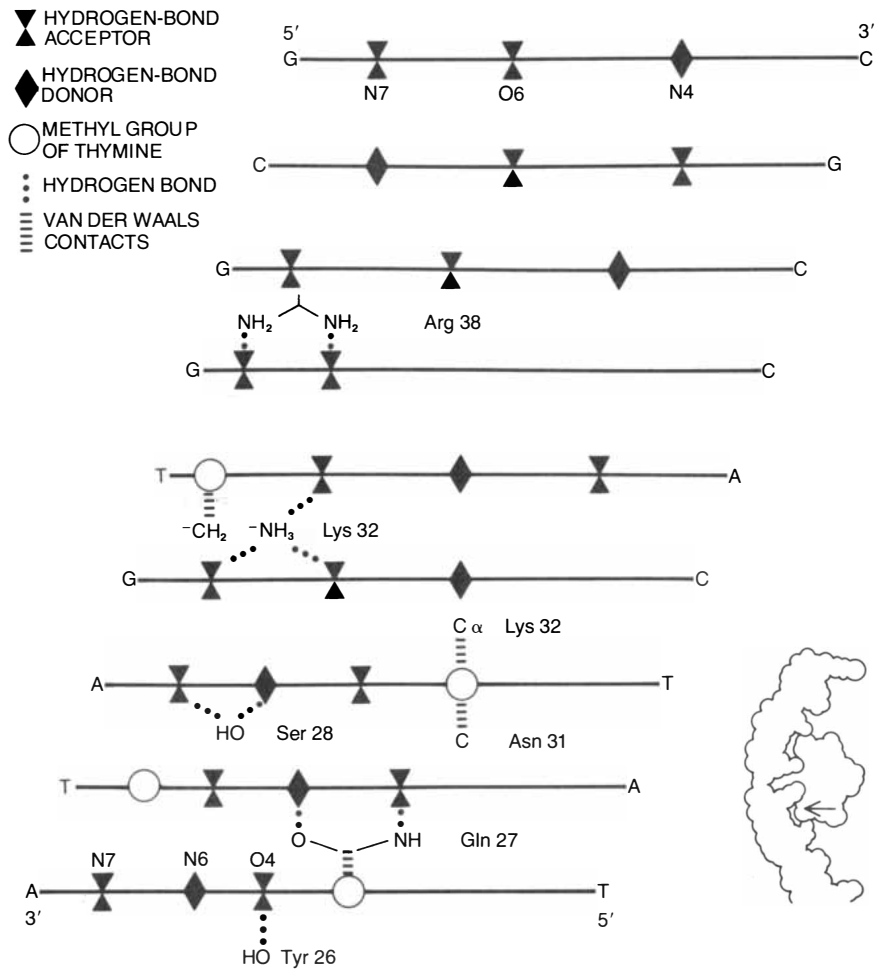 HYDROGEN-BOND
ACCEPTOR
HYDROGEN-BOND
DONOR
METHYL GROUP
OF THYMINE
HYDROGEN BOND
VAN DER WAALS
CONTACTS
5′ 3′
G C
N7 O6 N4
C G
G C
NH₂ NH₂ Arg 38
G C
T A
⁻CH₂ ⁻NH₃ Lys 32
G C
C α Lys 32
A T
HO Ser 28 C Asn 31
T A
O NH Gln 27
N7 N6 O4
A T
3′ 5′
HO Tyr 26